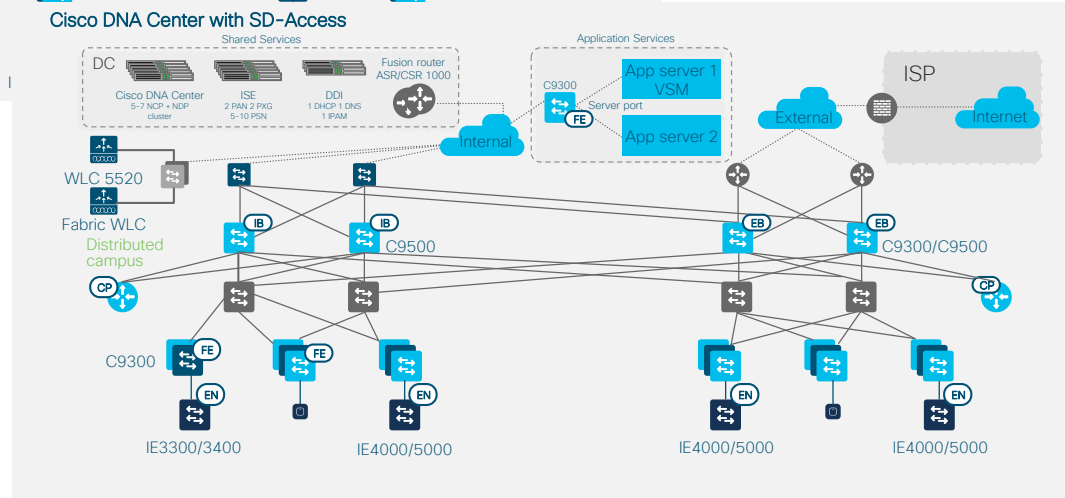 Cisco DNA Center with SD-Access
Shared Services
Application Services
DC
Fusion router
ASR/CSR 1000
Cisco DNA Center
5-7 NCP + NDP
cluster
ISE
2 PAN 2 PXG
5-10 PSN
DDI
1 DHCP 1 DNS
1 IPAM
C9300
FE
Server port
App server 1
VSM
App server 2
ISP
Internal
External
Internet
WLC 5520
Fabric WLC
Distributed
campus
IB
IB
C9500
EB
EB
C9300/C9500
CP
CP
C9300
FE
FE
EN
EN
EN
EN
IE3300/3400
IE4000/5000
IE4000/5000
IE4000/5000